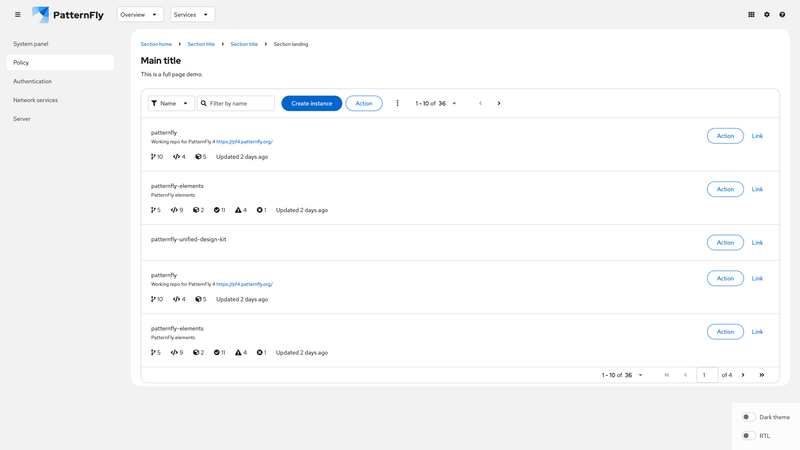 PatternFly
Overview
Services
System panel
Policy
Authentication
Network services
Server
Section home
Section title
Section title
Section landing
Main title
This is a full page demo.
Name
Filter by name
Create instance
Action
1 - 10 of 36
patternfly
Working repo for PatternFly 4 https://pf4.patternfly.org/
10 4 5 Updated 2 days ago
Action Link
patternfly-elements
PatternFly elements
5 9 2 11 4 1 Updated 2 days ago
Action Link
patternfly-unified-design-kit
Action Link
patternfly
Working repo for PatternFly 4 https://pf4.patternfly.org/
10 4 5 Updated 2 days ago
Action Link
patternfly-elements
PatternFly elements
5 9 2 11 4 1 Updated 2 days ago
Action Link
1 - 10 of 36
1 of 4
Dark theme
RTL